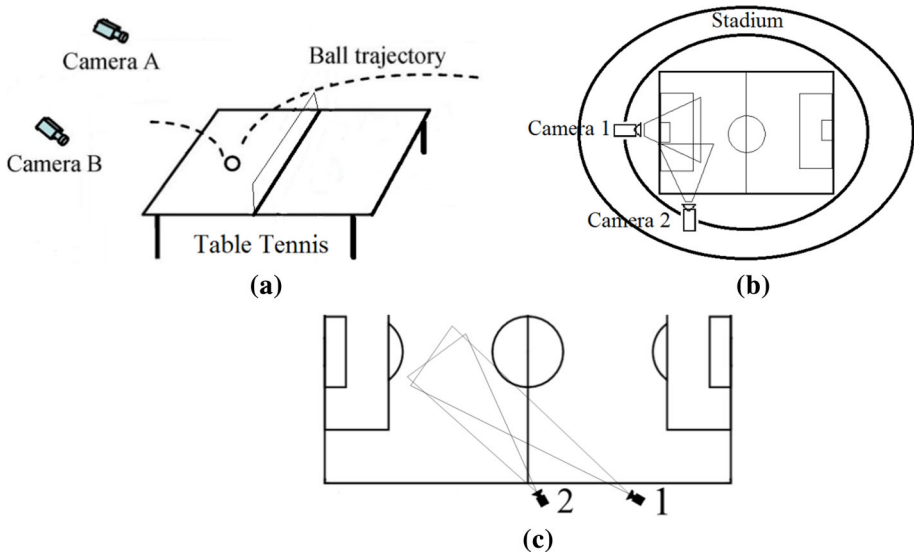 Camera A
Ball trajectory
Camera B
Table Tennis
(a)
Stadium
Camera 1
Camera 2
(b)
2
1
(c)